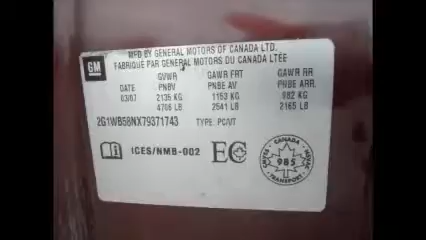 GM
MFD BY GENERAL MOTORS OF CANADA LTD.
FABRIQUÉ PAR GENERAL MOTORS DU CANADA LTÉE
GVWR GAWR FRT GAWR RR
PNBV PNBE AV PNBE ARR.
03/07 2135 KG 1153 KG 982 KG
4706 LB 2541 LB 2165 LB
2G1WB58NX79371743 TYPE: PC/VT
i ICES/NMB-002 EC
CANADA
985
TRANSPORT